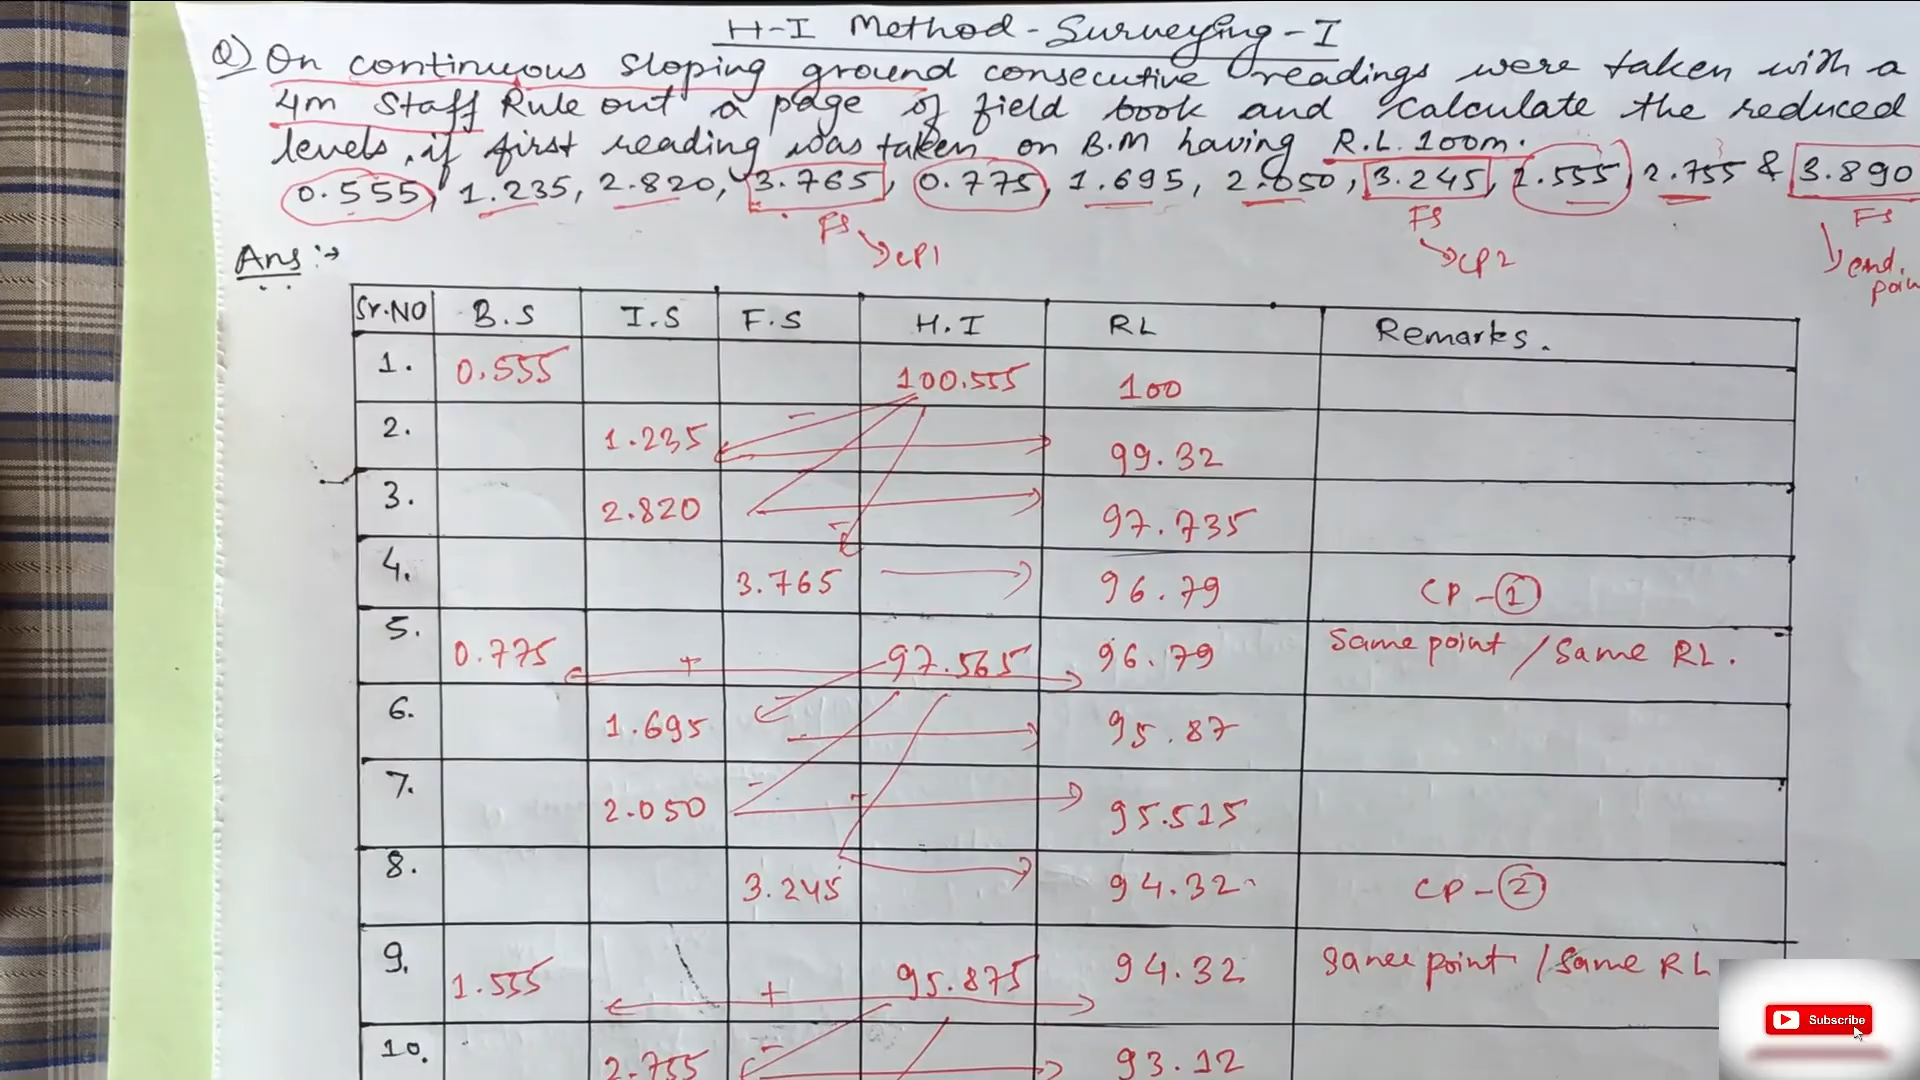 H-I Method-Surveying-I
Q) On continuous sloping ground consecutive readings were taken with a
4m Staff Rule out a page of field book and calculate the reduced
levels, if first reading was taken on B.M having R.L. 100m.
0.555, 1.235, 2.820, 3.765, 0.775, 1.695, 2.050, 3.245, 1.555, 2.755 & 3.890
FS FS FS
CP1 CP2 end.
Ans :→
Sr.NO B.S I.S F.S H.I RL Remarks.
1. 0.555 100.555 100
2. 1.235 99.32
3. 2.820 97.735
4. 3.765 96.79 CP-1
5. 0.775 97.565 96.79 Same point / Same RL.
6. 1.695 95.87
7. 2.050 95.515
8. 3.245 94.32 CP-2
9. 1.555 95.875 94.32 Same point / Same RL
10. 2.755 93.12
Subscribe